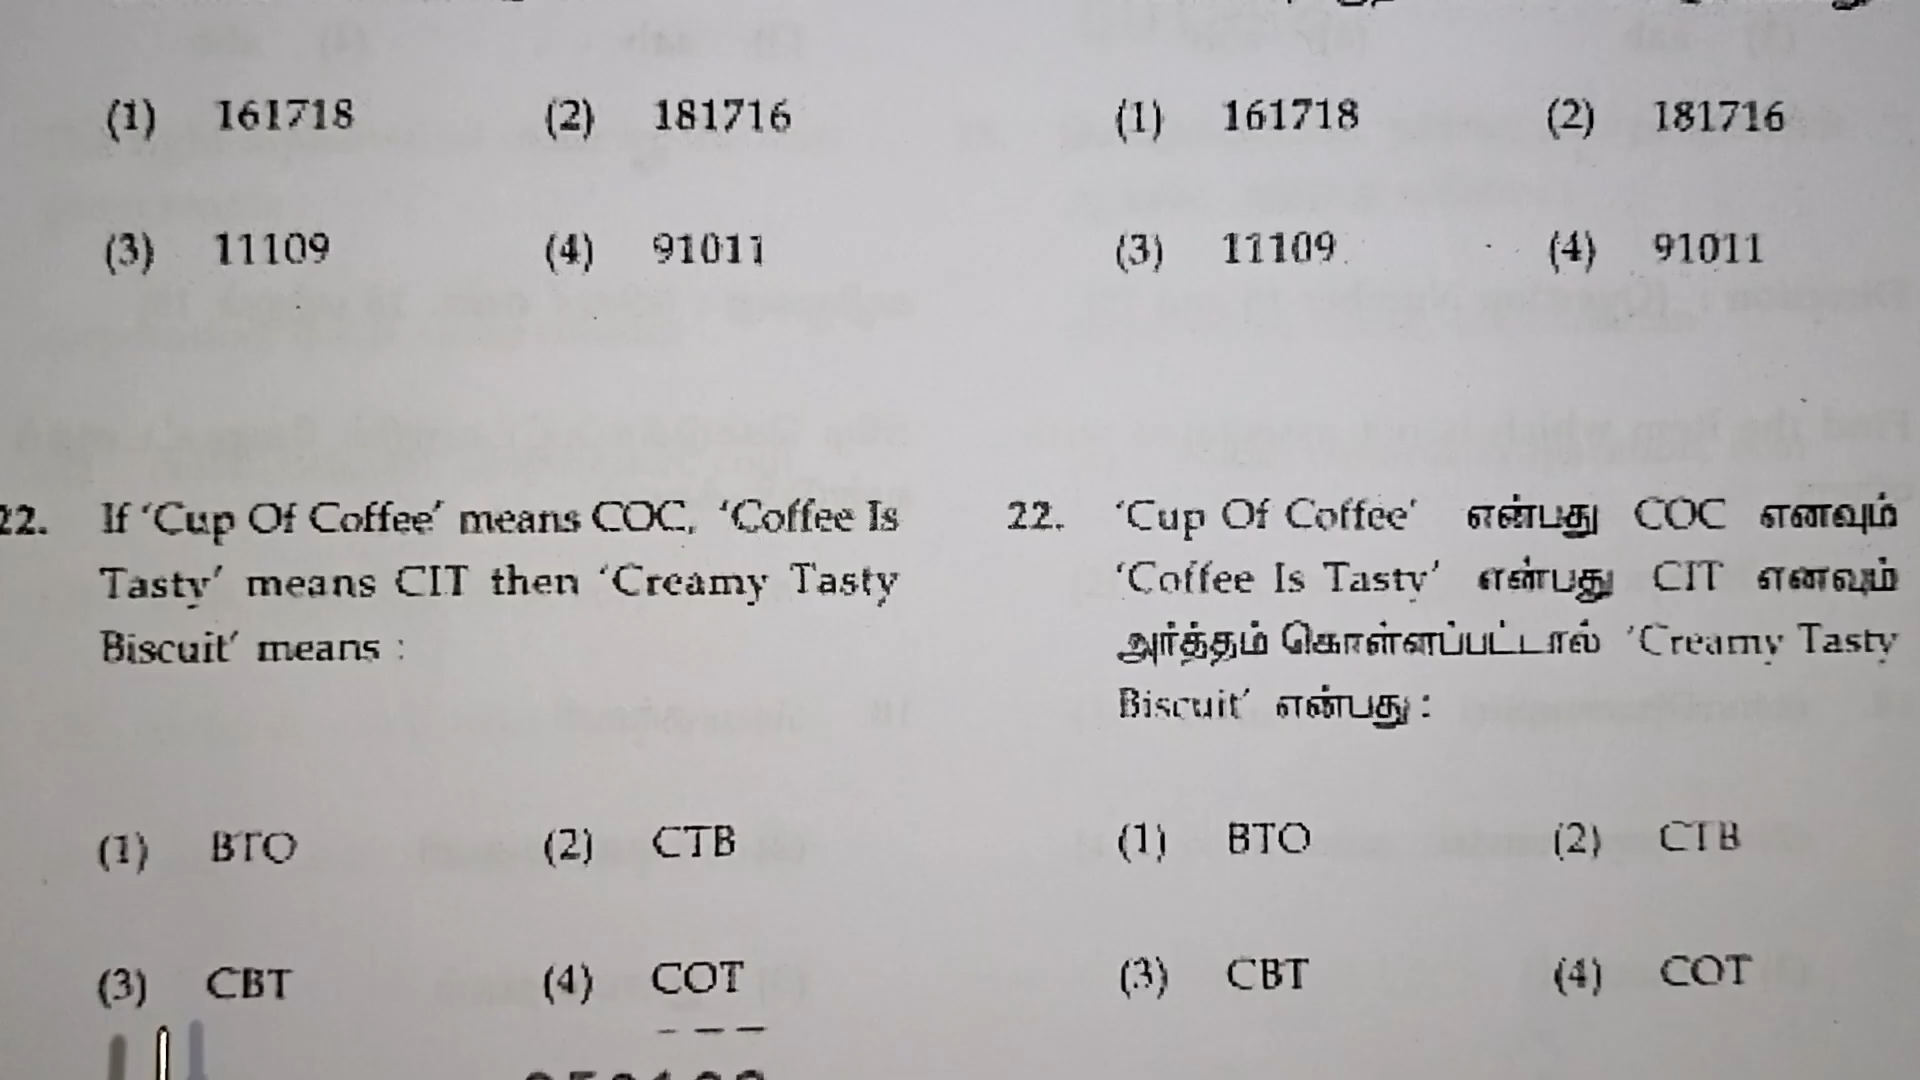 (1) 161718 (2) 181716
(3) 11109 (4) 91011
22. If 'Cup Of Coffee' means COC, 'Coffee Is
Tasty' means CIT then 'Creamy Tasty
Biscuit' means :
(1) BTO (2) CTB
(3) CBT (4) COT
(1) 161718 (2) 181716
(3) 11109 (4) 91011
22. 'Cup Of Coffee' என்பது COC எனவும்
'Coffee Is Tasty' என்பது CIT எனவும்
அர்த்தம் கொள்ளப்பட்டால் 'Creamy Tasty
Biscuit' என்பது :
(1) BTO (2) CTB
(3) CBT (4) COT